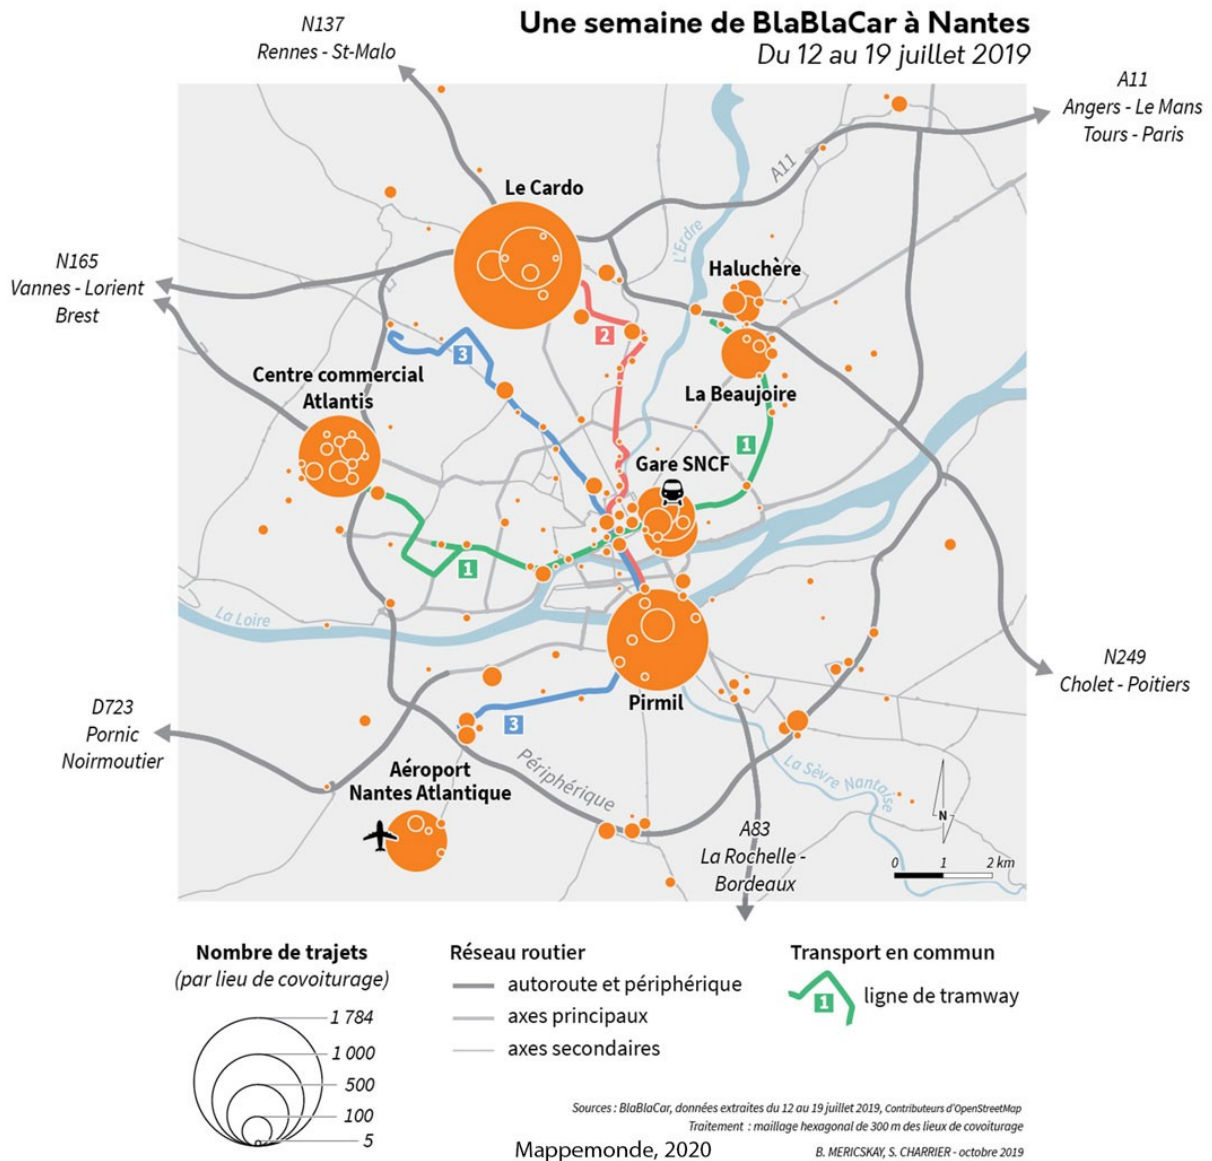 Une semaine de BlaBlaCar à Nantes
Du 12 au 19 juillet 2019
N137
Rennes - St-Malo
A11
Angers - Le Mans
Tours - Paris
A11
Le Cardo
L'Erdre
N165
Vannes - Lorient
Brest
Haluchère
2
3
Centre commercial
Atlantis
La Beaujoire
1
Gare SNCF
1
La Loire
N249
Cholet - Poitiers
Pirmil
D723
Pornic
Noirmoutier
3
Périphérique
La Sèvre Nantaise
Aéroport
Nantes Atlantique
N
A83
La Rochelle -
Bordeaux
0 1 2 km
Nombre de trajets
(par lieu de covoiturage)
1 784
1 000
500
100
5
Réseau routier
autoroute et périphérique
axes principaux
axes secondaires
Transport en commun
1 ligne de tramway
Sources : BlaBlaCar, données extraites du 12 au 19 juillet 2019, Contributeurs d'OpenStreetMap
Traitement : maillage hexagonal de 300 m des lieux de covoiturage
Mappemonde, 2020
B. MERICSKAY, S. CHARRIER - octobre 2019